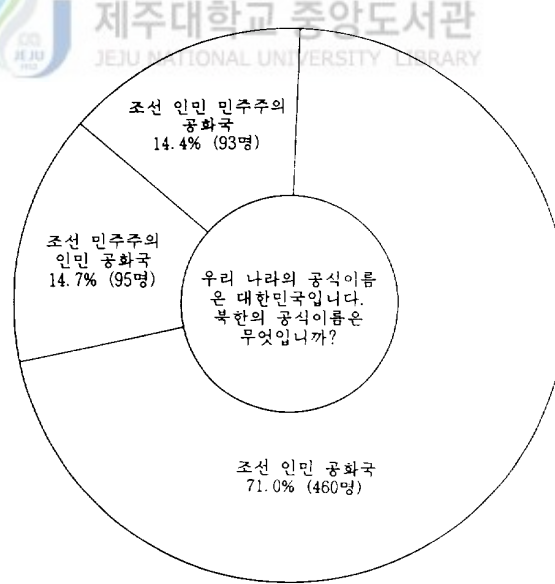 제주대학교 중앙도서관
JEJU NATIONAL UNIVERSITY LIBRARY
JEJU
1952
조선 인민 민주주의
공화국
14.4% (93명)
조선 민주주의
인민 공화국
14.7% (95명)
우리 나라의 공식이름
은 대한민국입니다.
북한의 공식이름은
무엇입니까?
조선 인민 공화국
71.0% (460명)